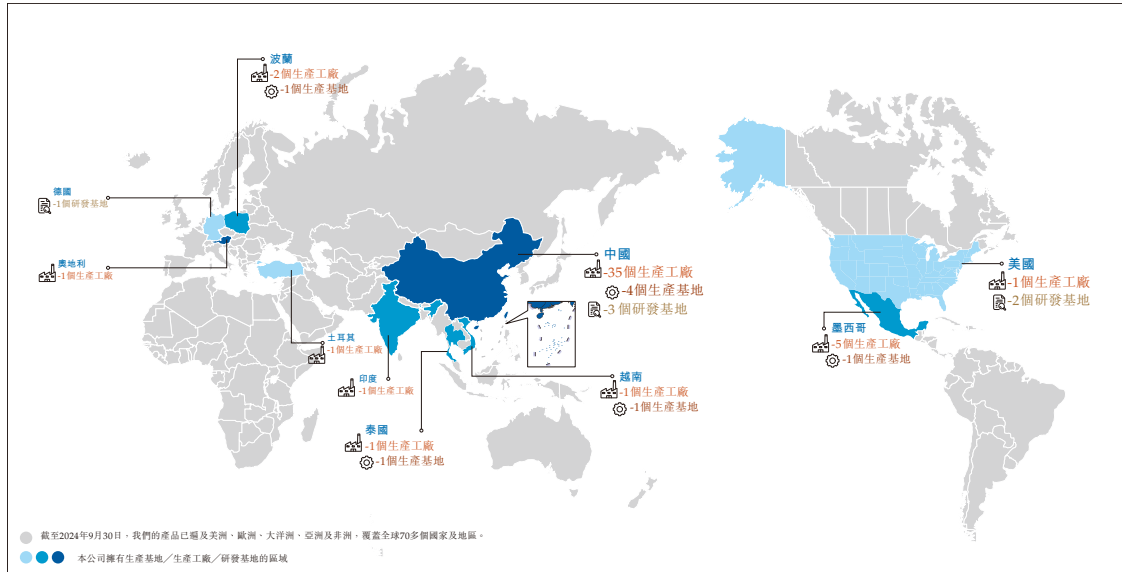 波蘭
-2個生產工廠
-1個生產基地
德國
-1個研發基地
奧地利
-1個生產工廠
中國
-35個生產工廠
-4個生產基地
-3個研發基地
美國
-1個生產工廠
-2個研發基地
墨西哥
-5個生產工廠
-1個生產基地
土耳其
-1個生產工廠
印度
-1個生產工廠
越南
-1個生產工廠
-1個生產基地
泰國
-1個生產工廠
-1個生產基地
截至2024年9月30日，我們的產品已遍及美洲、歐洲、大洋洲、亞洲及非洲，覆蓋全球70多個國家及地區。
本公司擁有生產基地／生產工廠／研發基地的區域